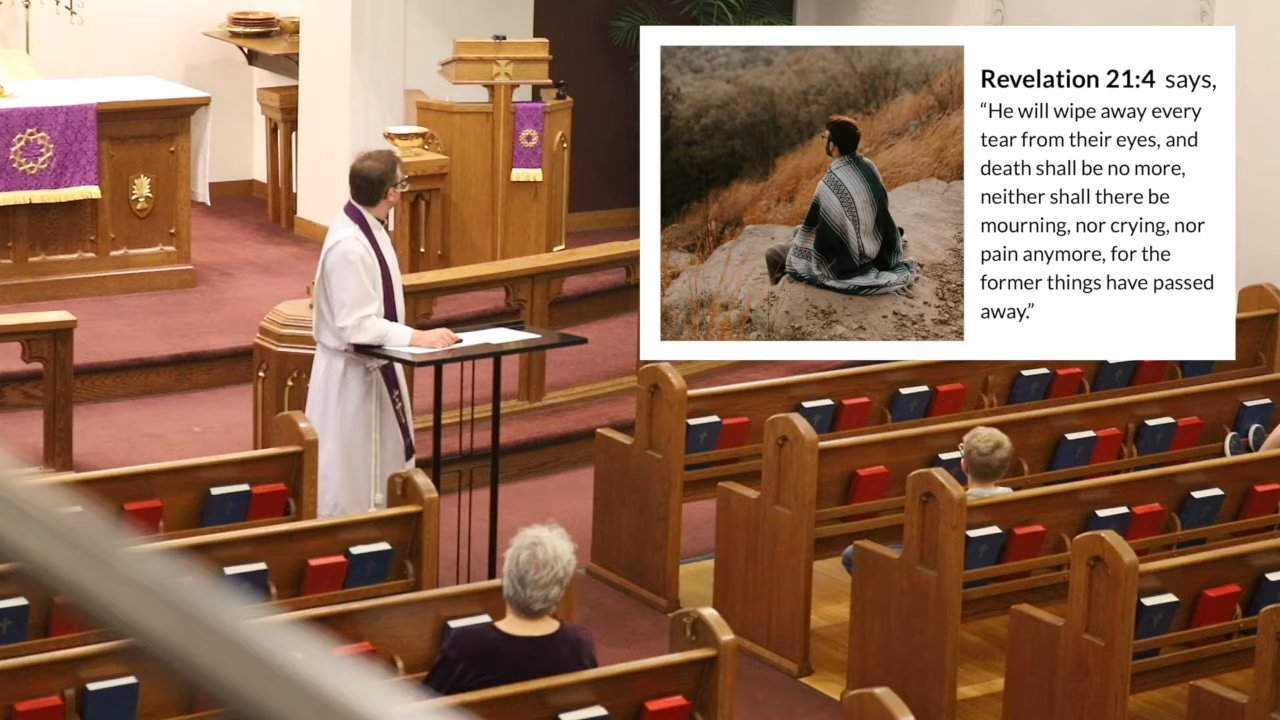 Revelation 21:4 says,
“He will wipe away every
tear from their eyes, and
death shall be no more,
neither shall there be
mourning, nor crying, nor
pain anymore, for the
former things have passed
away.”